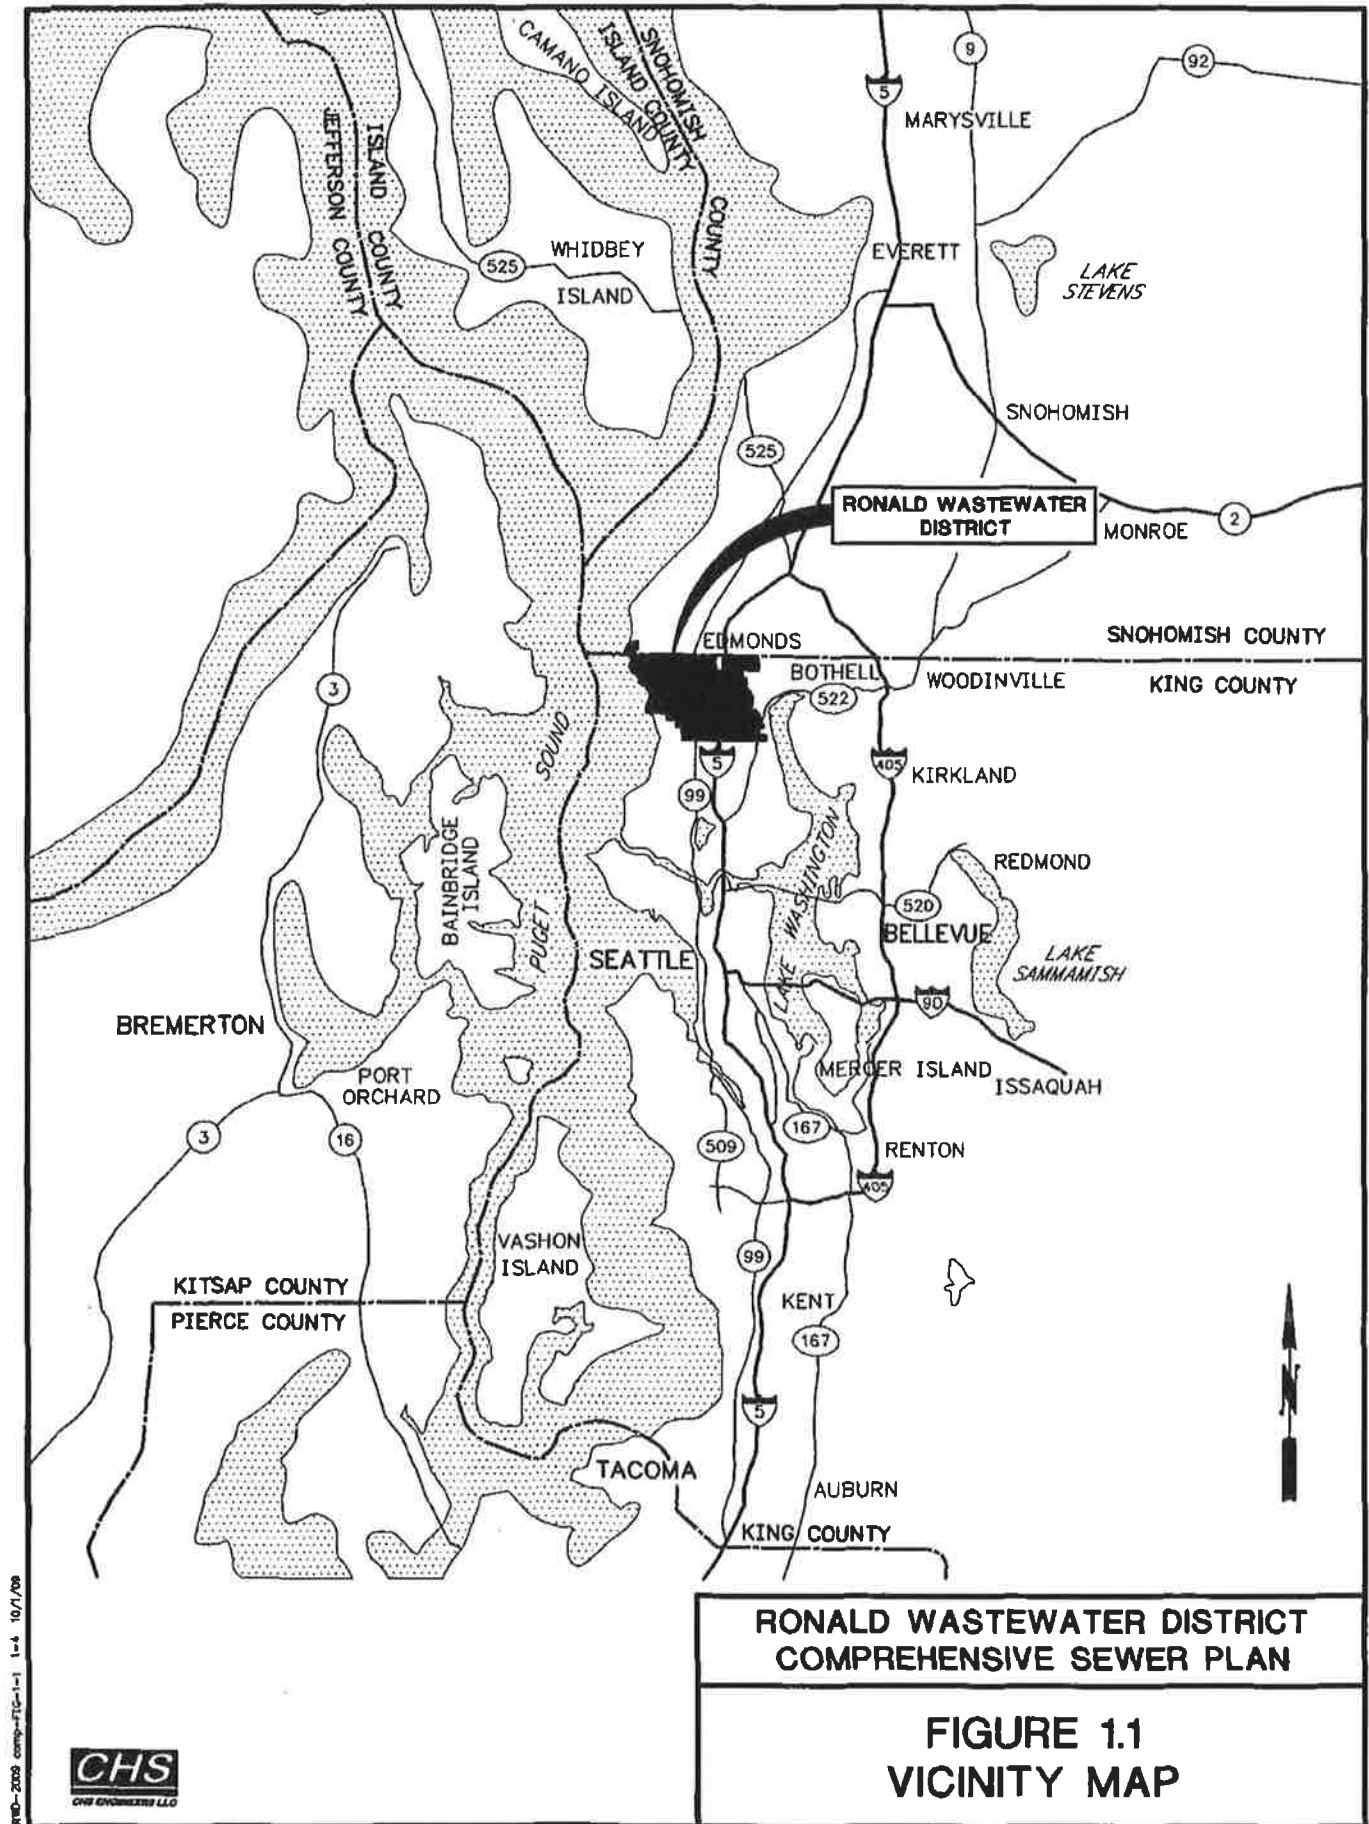 CAMANO
ISLAND
ISLAND COUNTY
SNOHOMISH
COUNTY
9
92
5
MARYSVILLE
JEFFERSON COUNTY
ISLAND COUNTY
WHIDBEY
ISLAND
525
EVERETT
LAKE
STEVENS
SNOHOMISH
525
RONALD WASTEWATER
DISTRICT
MONROE
2
EDMONDS
SNOHOMISH COUNTY
KING COUNTY
BOTHELL
522
WOODINVILLE
3
PUGET SOUND
5
405
KIRKLAND
99
BAINBRIDGE
ISLAND
LAKE WASHINGTON
REDMOND
520
BELLEVUE
SEATTLE
LAKE
SAMMAMISH
90
BREMERTON
PORT
ORCHARD
MERCER ISLAND
ISSAQUAH
3
16
509
167
RENTON
405
VASHON
ISLAND
99
KITSAP COUNTY
PIERCE COUNTY
KENT
167
N
5
TACOMA
AUBURN
KING COUNTY
RONALD WASTEWATER DISTRICT
COMPREHENSIVE SEWER PLAN
FIGURE 1.1
VICINITY MAP
CHS
CHS ENGINEERS LLC